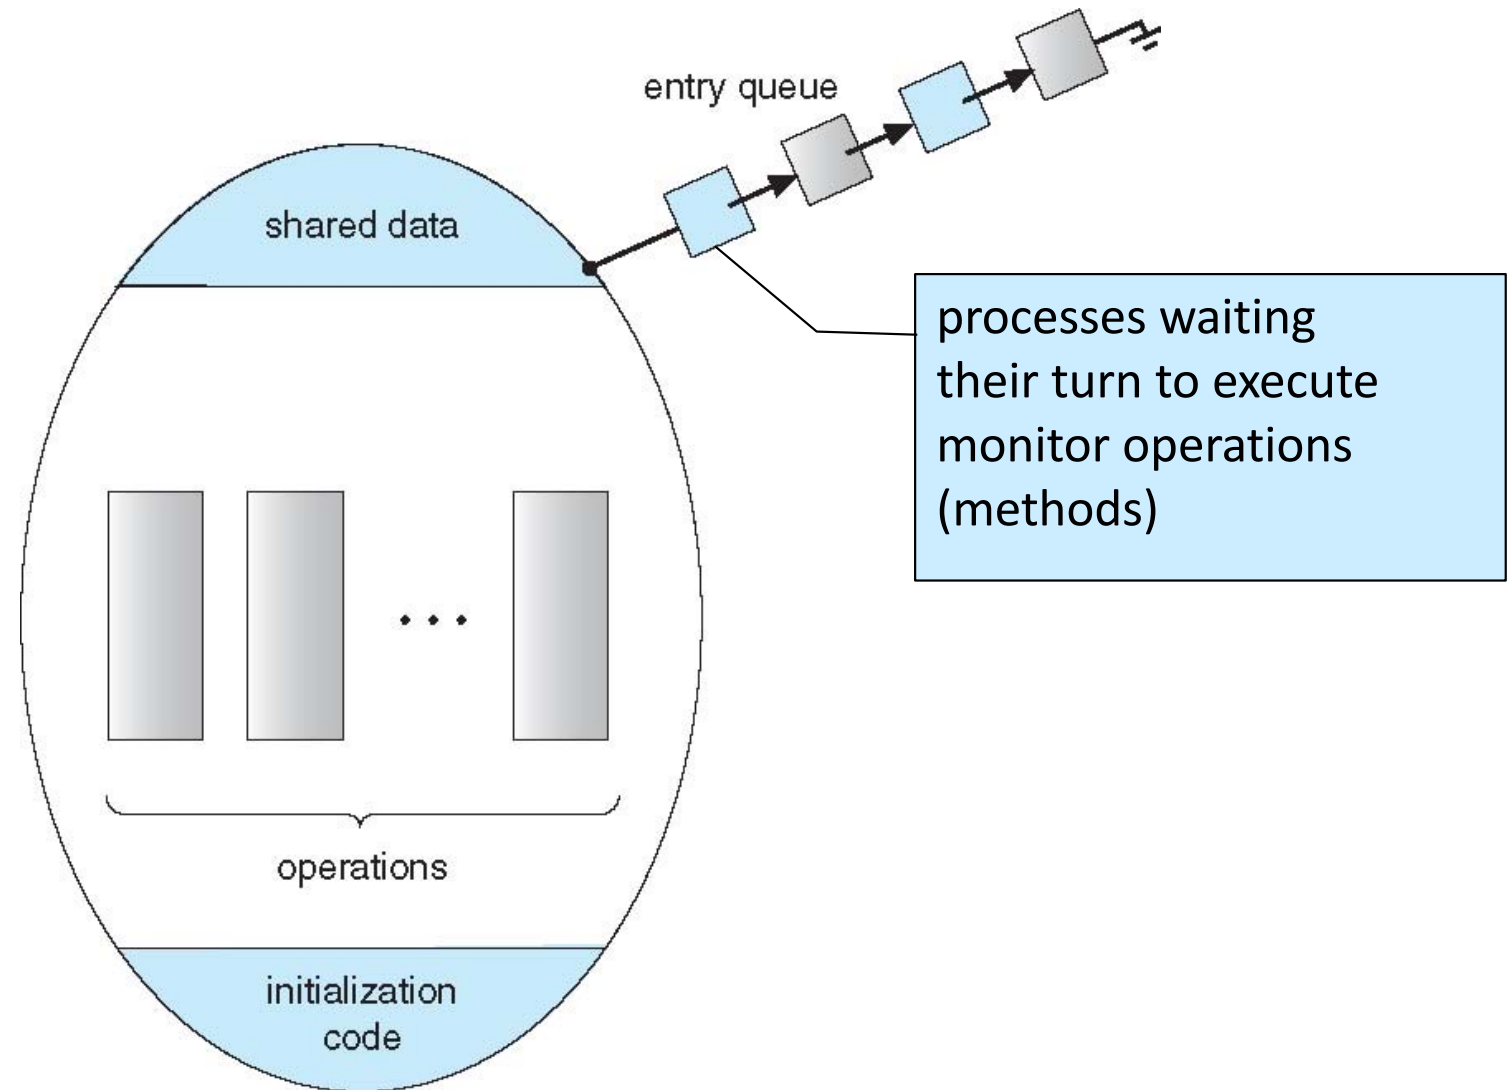 entry queue
shared data
processes waiting
their turn to execute
monitor operations
(methods)
. . .
operations
initialization
code